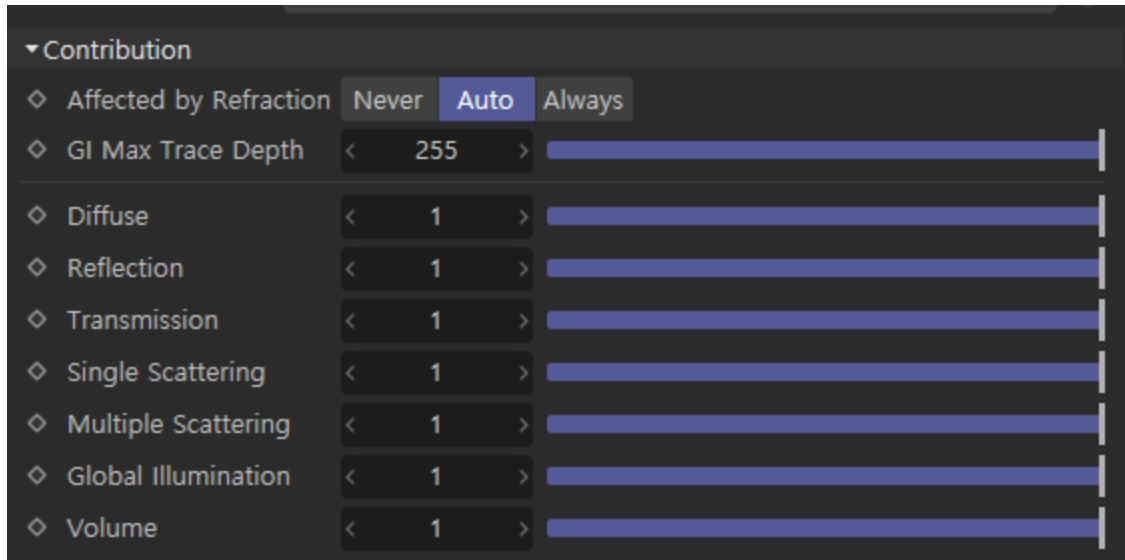 Contribution
Affected by Refraction Never Auto Always
GI Max Trace Depth < 255 >
Diffuse < 1 >
Reflection < 1 >
Transmission < 1 >
Single Scattering < 1 >
Multiple Scattering < 1 >
Global Illumination < 1 >
Volume < 1 >